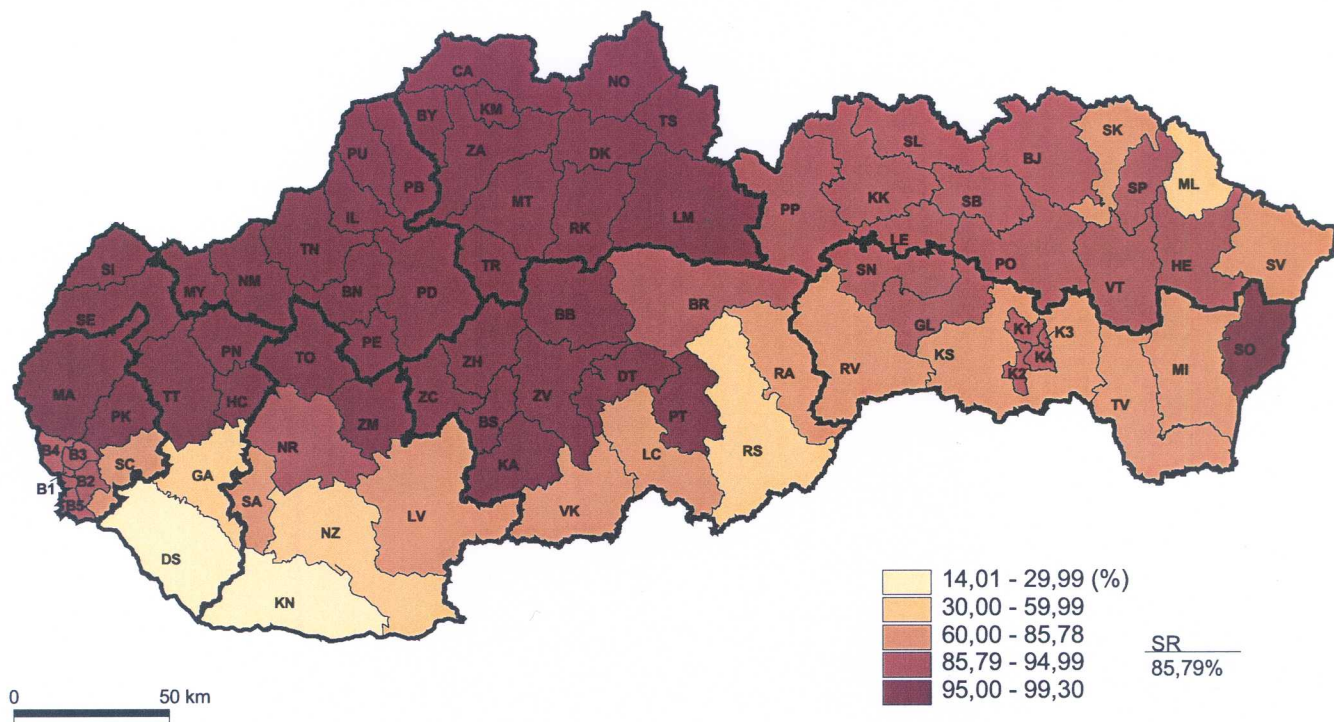 CA
NO
BY
KM
TS
PU
ZA
DK
SL
SK
BJ
PB
SP
ML
IL
MT
RK
LM
PP
KK
SB
TN
LE
PO
HE
SV
SI
MY
NM
BN
PD
TR
SN
VT
SE
BB
BR
GL
K1
K3
SO
PN
TO
PE
ZH
KS
K4
MI
MA
TT
HC
ZC
ZV
DT
RA
RV
K2
PK
ZM
BS
PT
TV
B4
B3
SC
NR
KA
LC
RS
B1
B2
GA
B5
SA
LV
VK
NZ
DS
KN
14,01 - 29,99 (%)
30,00 - 59,99
60,00 - 85,78
85,79 - 94,99
95,00 - 99,30
SR
85,79%
0 50 km